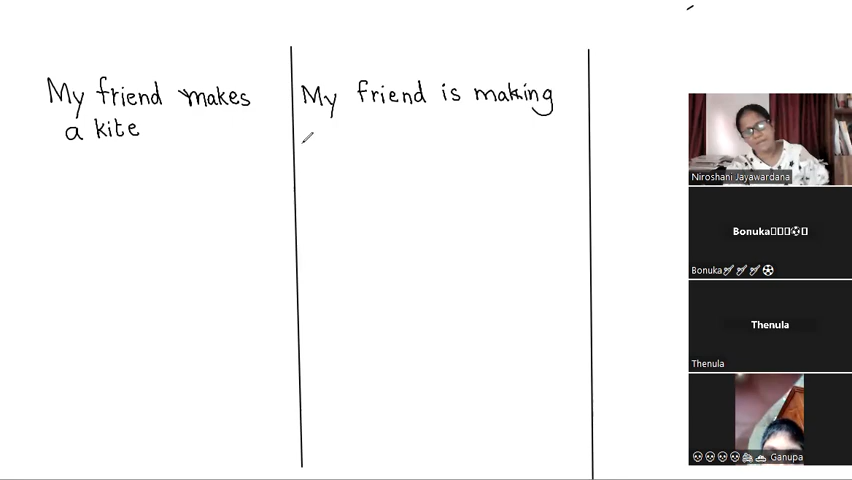 My friend makes
a kite
My friend is making
Niroshani Jayawardana
Bonuka
Bonuka
Thenula
Thenula
Ganupa